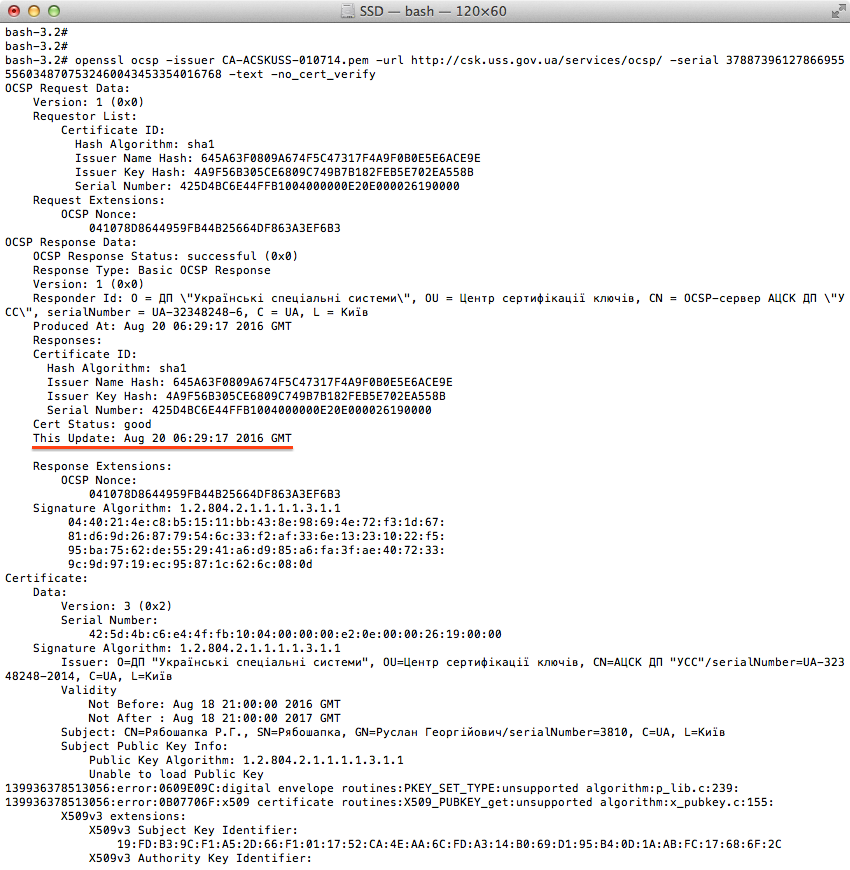 SSD — bash — 120×60
bash-3.2#
bash-3.2#
bash-3.2# openssl ocsp -issuer CA-ACSKUSS-010714.pem -url http://csk.uss.gov.ua/services/ocsp/ -serial 37887396127866955
5560348707532460043453354016768 -text -no_cert_verify
OCSP Request Data:
Version: 1 (0x0)
Requestor List:
Certificate ID:
Hash Algorithm: sha1
Issuer Name Hash: 645A63F0809A674F5C47317F4A9F0B0E5E6ACE9E
Issuer Key Hash: 4A9F56B305CE6809C749B7B182FEB5E702EA558B
Serial Number: 425D4BC6E44FFB1004000000E20E000026190000
Request Extensions:
OCSP Nonce:
041078D8644959FB44B25664DF863A3EF6B3
OCSP Response Data:
OCSP Response Status: successful (0x0)
Response Type: Basic OCSP Response
Version: 1 (0x0)
Responder Id: O = ДП \"Українські спеціальні системи\", OU = Центр сертифікації ключів, CN = OCSP-сервер АЦСК ДП \"У
СС\", serialNumber = UA-32348248-6, C = UA, L = Київ
Produced At: Aug 20 06:29:17 2016 GMT
Responses:
Certificate ID:
Hash Algorithm: sha1
Issuer Name Hash: 645A63F0809A674F5C47317F4A9F0B0E5E6ACE9E
Issuer Key Hash: 4A9F56B305CE6809C749B7B182FEB5E702EA558B
Serial Number: 425D4BC6E44FFB1004000000E20E000026190000
Cert Status: good
This Update: Aug 20 06:29:17 2016 GMT
Response Extensions:
OCSP Nonce:
041078D8644959FB44B25664DF863A3EF6B3
Signature Algorithm: 1.2.804.2.1.1.1.1.3.1.1
04:40:21:4e:c8:b5:15:11:bb:43:8e:98:69:4e:72:f3:1d:67:
81:d6:9d:26:87:79:54:6c:33:f2:af:33:6e:13:23:10:22:f5:
95:ba:75:62:de:55:29:41:a6:d9:85:a6:fa:3f:ae:40:72:33:
9c:9d:97:19:ec:95:87:1c:62:6c:08:0d
Certificate:
Data:
Version: 3 (0x2)
Serial Number:
42:5d:4b:c6:e4:4f:fb:10:04:00:00:00:e2:0e:00:00:26:19:00:00
Signature Algorithm: 1.2.804.2.1.1.1.1.3.1.1
Issuer: O=ДП "Українські спеціальні системи", OU=Центр сертифікації ключів, CN=АЦСК ДП "УСС"/serialNumber=UA-323
48248-2014, C=UA, L=Київ
Validity
Not Before: Aug 18 21:00:00 2016 GMT
Not After : Aug 18 21:00:00 2017 GMT
Subject: CN=Рябошапка Р.Г., SN=Рябошапка, GN=Руслан Георгійович/serialNumber=3810, C=UA, L=Київ
Subject Public Key Info:
Public Key Algorithm: 1.2.804.2.1.1.1.1.3.1.1
Unable to load Public Key
139936378513056:error:0609E09C:digital envelope routines:PKEY_SET_TYPE:unsupported algorithm:p_lib.c:239:
139936378513056:error:0B07706F:x509 certificate routines:X509_PUBKEY_get:unsupported algorithm:x_pubkey.c:155:
X509v3 extensions:
X509v3 Subject Key Identifier:
19:FD:B3:9C:F1:A5:2D:66:F1:01:17:52:CA:4E:AA:6C:FD:A3:14:B0:69:D1:95:B4:0D:1A:AB:FC:17:68:6F:2C
X509v3 Authority Key Identifier: